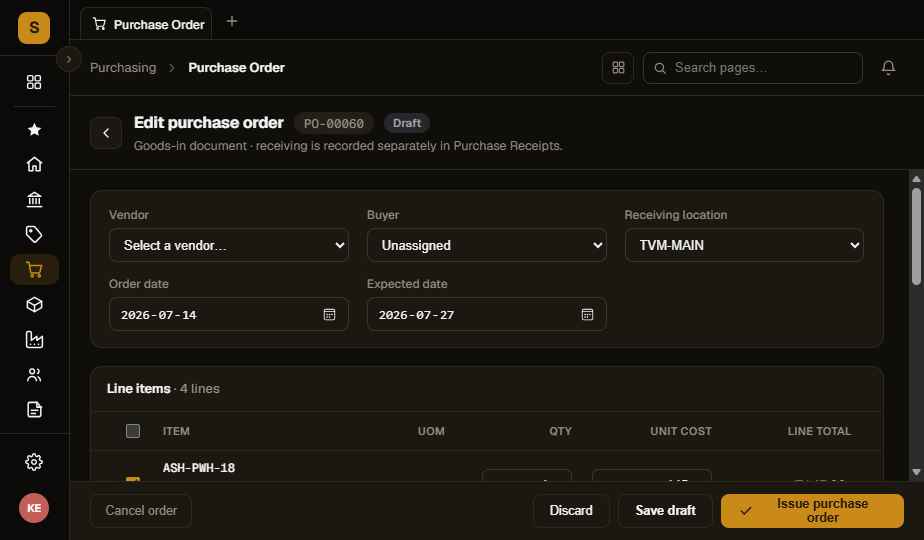 S
Purchase Order
Purchasing
Purchase Order
Search pages...
Edit purchase order
PO-00060
Draft
Goods-in document · receiving is recorded separately in Purchase Receipts.
Vendor
Buyer
Receiving location
Select a vendor...
Unassigned
TVM-MAIN
Order date
Expected date
2026-07-14
2026-07-27
Line items · 4 lines
ITEM
UOM
QTY
UNIT COST
LINE TOTAL
ASH-PWH-18
KE
Cancel order
Discard
Save draft
Issue purchase
order